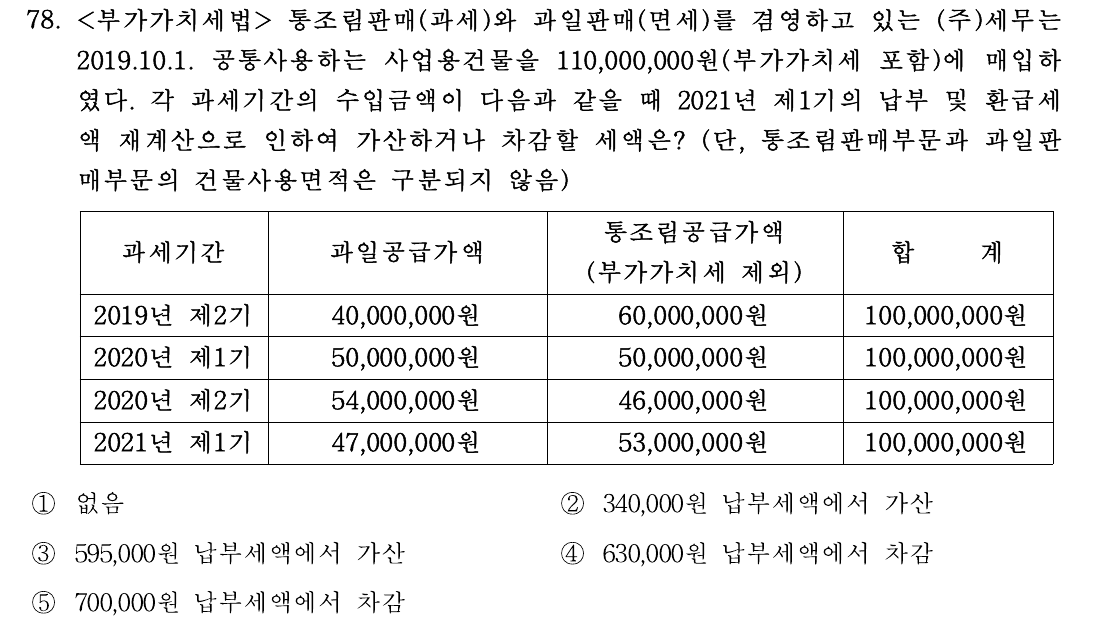 78. <부가가치세법> 통조림판매(과세)와 과일판매(면세)를 겸영하고 있는 (주)세무는
2019.10.1. 공통사용하는 사업용건물을 110,000,000원(부가가치세 포함)에 매입하
였다. 각 과세기간의 수입금액이 다음과 같을 때 2021년 제1기의 납부 및 환급세
액 재계산으로 인하여 가산하거나 차감할 세액은? (단, 통조림판매부문과 과일판
매부문의 건물사용면적은 구분되지 않음)
과세기간 과일공급가액 통조림공급가액 합 계
(부가가치세 제외)
2019년 제2기 40,000,000원 60,000,000원 100,000,000원
2020년 제1기 50,000,000원 50,000,000원 100,000,000원
2020년 제2기 54,000,000원 46,000,000원 100,000,000원
2021년 제1기 47,000,000원 53,000,000원 100,000,000원
① 없음 ② 340,000원 납부세액에서 가산
③ 595,000원 납부세액에서 가산 ④ 630,000원 납부세액에서 차감
⑤ 700,000원 납부세액에서 차감